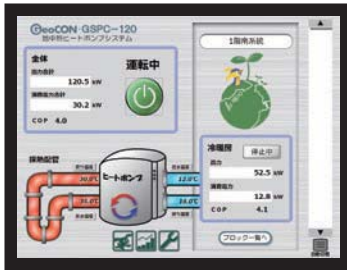 GeoCON GSPC-120
地中熱ヒートポンプシステム
1階南系統
全体
運転中
出力合計
120.5 kW
消費電力合計
30.2 kW
COP 4.0
冷暖房
停止中
出力
52.5 kW
消費電力
12.8 kW
COP 4.1
採熱配管
ヒートポンプ
30.0℃
12.0℃
35.0℃
ブロック一覧へ